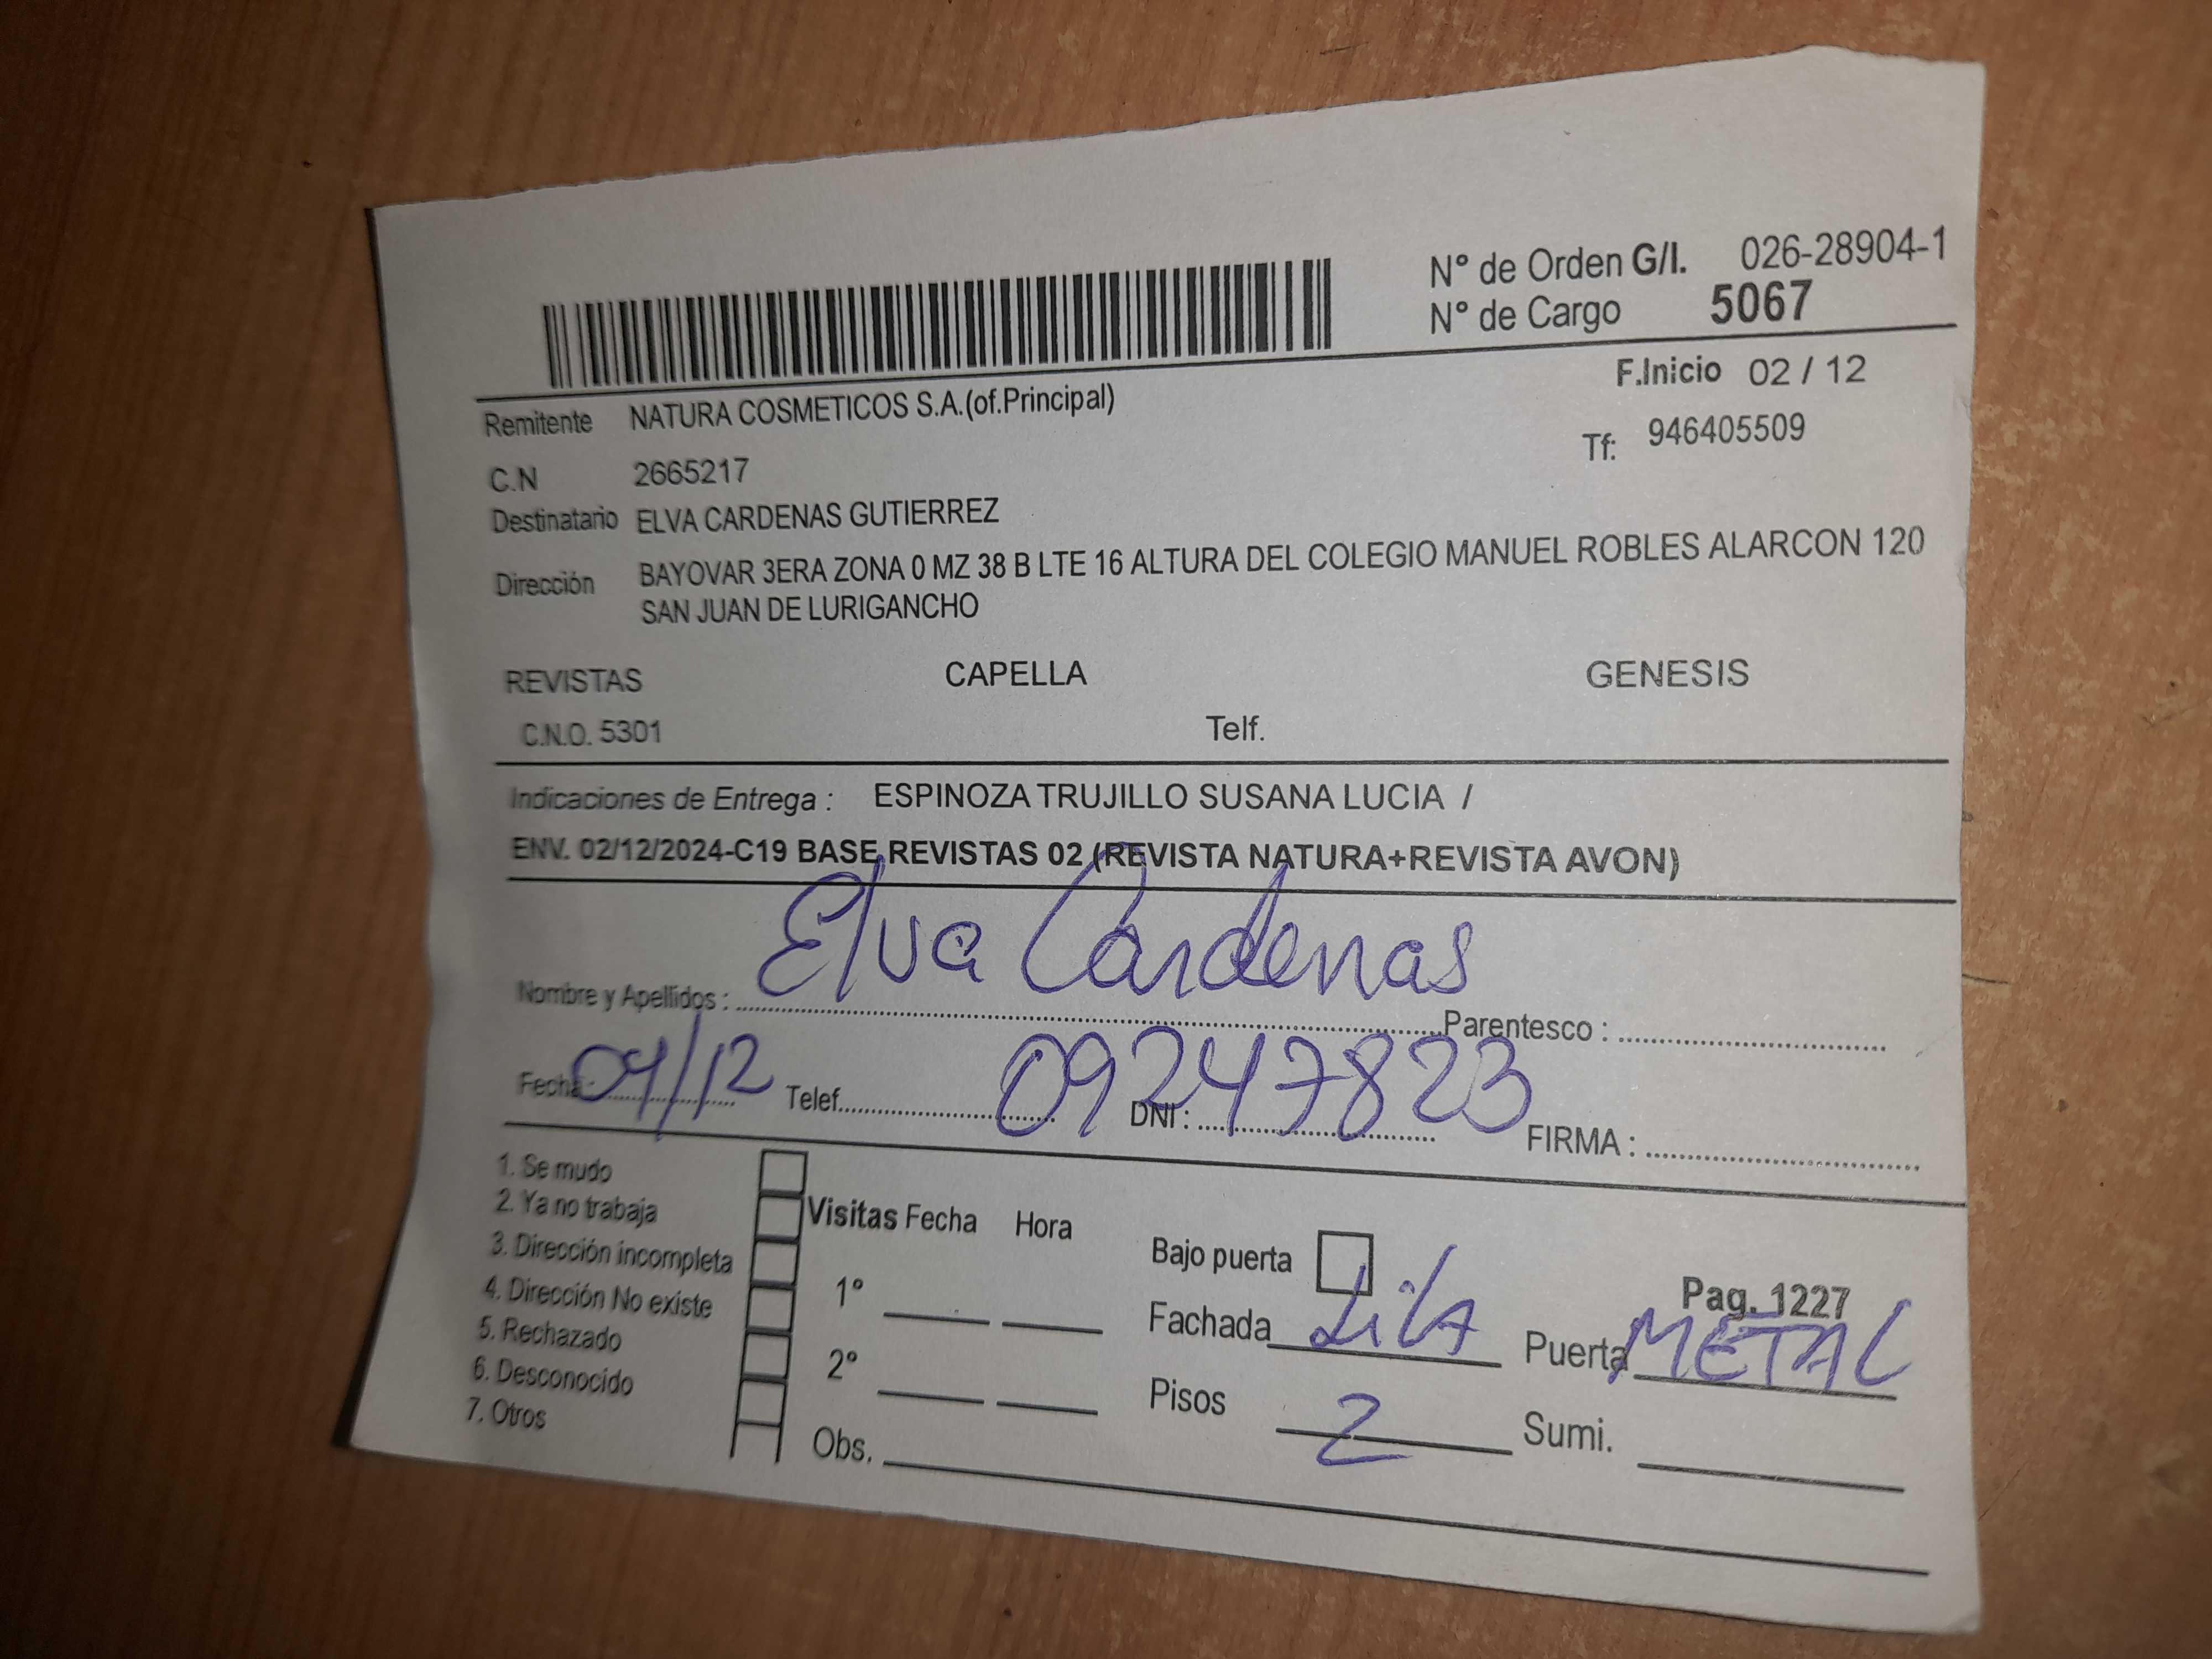 N° de Orden G/I. 026-28904-1
N° de Cargo 5067
F.Inicio 02 / 12
Remitente NATURA COSMETICOS S.A.(of.Principal)
Tf: 946405509
C.N 2665217
Destinatario ELVA CARDENAS GUTIERREZ
Dirección BAYOVAR 3ERA ZONA 0 MZ 38 B LTE 16 ALTURA DEL COLEGIO MANUEL ROBLES ALARCON 120
SAN JUAN DE LURIGANCHO
REVISTAS CAPELLA GENESIS
C.N.O. 5301 Telf.
Indicaciones de Entrega : ESPINOZA TRUJILLO SUSANA LUCIA /
ENV. 02/12/2024-C19 BASE REVISTAS 02 (REVISTA NATURA+REVISTA AVON)
Nombre y Apellidos : Elva Cardenas Parentesco :
Fecha: 04/12 Telef. DNI : 09247823 FIRMA :
1. Se mudo
2. Ya no trabaja
3. Dirección incompleta
4. Dirección No existe
5. Rechazado
6. Desconocido
7. Otros
Visitas Fecha Hora
1°
2°
Obs.
Bajo puerta
Pag. 1227
Fachada LilA Puerta METAL
Pisos 2 Sumi.